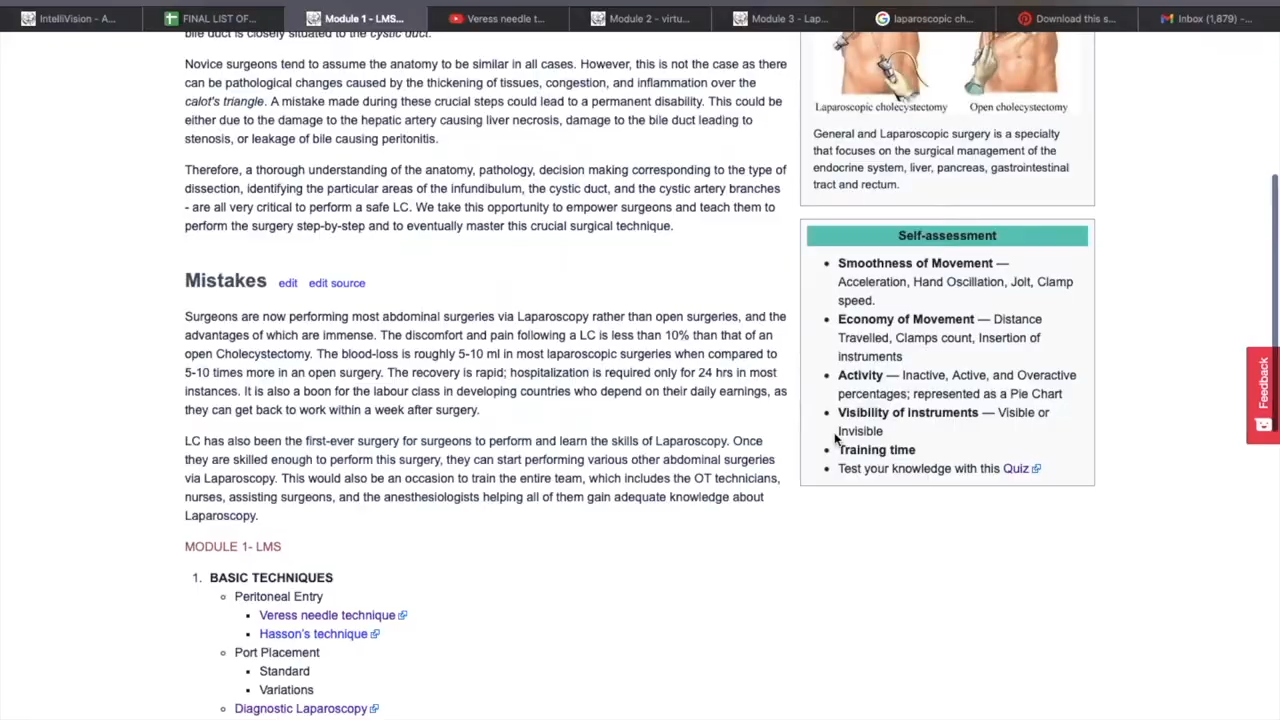 IntelliVision - A...
FINAL LIST OF...
Module 1 - LMS...
Veress needle t...
Module 2 - virtu...
Module 3 - Lap...
laparoscopic ch...
Download this s...
Inbox (1,879) -...
bile duct is closely situated to the cystic duct.
Novice surgeons tend to assume the anatomy to be similar in all cases. However, this is not the case as there
can be pathological changes caused by the thickening of tissues, congestion, and inflammation over the
calot's triangle. A mistake made during these crucial steps could lead to a permanent disability. This could be
either due to the damage to the hepatic artery causing liver necrosis, damage to the bile duct leading to
stenosis, or leakage of bile causing peritonitis.
Therefore, a thorough understanding of the anatomy, pathology, decision making corresponding to the type of
dissection, identifying the particular areas of the infundibulum, the cystic duct, and the cystic artery branches
- are all very critical to perform a safe LC. We take this opportunity to empower surgeons and teach them to
perform the surgery step-by-step and to eventually master this crucial surgical technique.
Mistakes edit edit source
Surgeons are now performing most abdominal surgeries via Laparoscopy rather than open surgeries, and the
advantages of which are immense. The discomfort and pain following a LC is less than 10% than that of an
open Cholecystectomy. The blood-loss is roughly 5-10 ml in most laparoscopic surgeries when compared to
5-10 times more in an open surgery. The recovery is rapid; hospitalization is required only for 24 hrs in most
instances. It is also a boon for the labour class in developing countries who depend on their daily earnings, as
they can get back to work within a week after surgery.
LC has also been the first-ever surgery for surgeons to perform and learn the skills of Laparoscopy. Once
they are skilled enough to perform this surgery, they can start performing various other abdominal surgeries
via Laparoscopy. This would also be an occasion to train the entire team, which includes the OT technicians,
nurses, assisting surgeons, and the anesthesiologists helping all of them gain adequate knowledge about
Laparoscopy.
MODULE 1- LMS
1. BASIC TECHNIQUES
Peritoneal Entry
Veress needle technique
Hasson's technique
Port Placement
Standard
Variations
Diagnostic Laparoscopy
Laparoscopic cholecystectomy
Open cholecystectomy
General and Laparoscopic surgery is a specialty
that focuses on the surgical management of the
endocrine system, liver, pancreas, gastrointestinal
tract and rectum.
Self-assessment
Smoothness of Movement —
Acceleration, Hand Oscillation, Jolt, Clamp
speed.
Economy of Movement — Distance
Travelled, Clamps count, Insertion of
instruments
Activity — Inactive, Active, and Overactive
percentages; represented as a Pie Chart
Visibility of instruments — Visible or
Invisible
Training time
Test your knowledge with this Quiz
Feedback